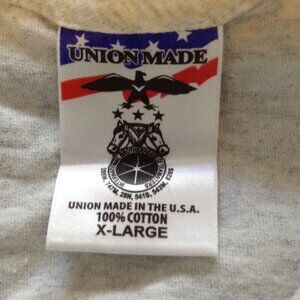 UNION MADE
UNION MADE IN THE U.S.A.
100% COTTON
X-LARGE